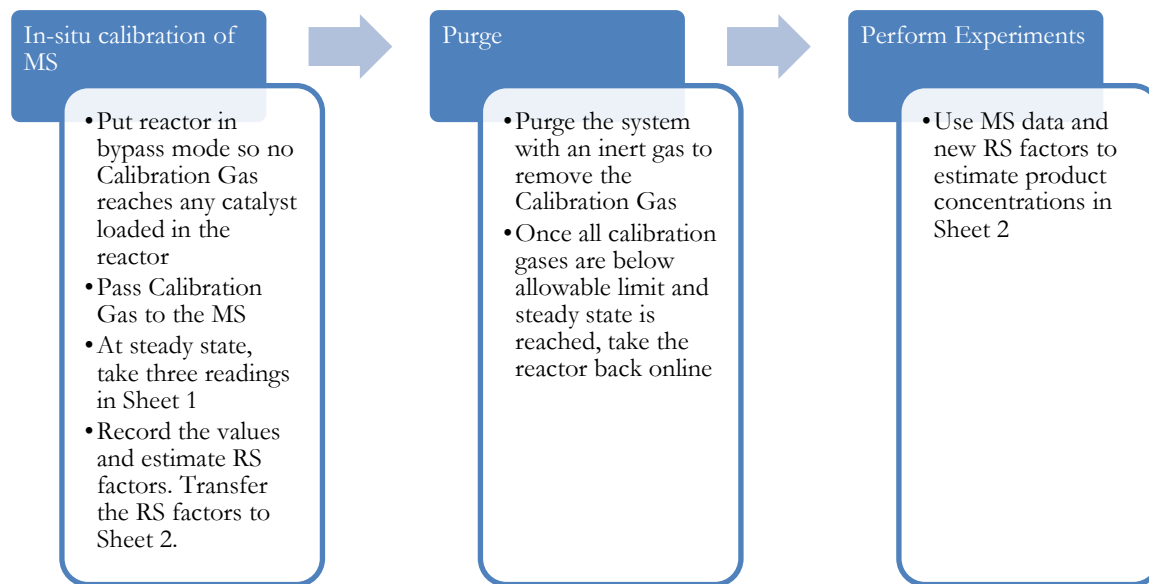 In-situ calibration of
MS
•Put reactor in
bypass mode so no
Calibration Gas
reaches any catalyst
loaded in the
reactor
•Pass Calibration
Gas to the MS
•At steady state,
take three readings
in Sheet 1
•Record the values
and estimate RS
factors. Transfer
the RS factors to
Sheet 2.
Purge
•Purge the system
with an inert gas to
remove the
Calibration Gas
•Once all calibration
gases are below
allowable limit and
steady state is
reached, take the
reactor back online
Perform Experiments
•Use MS data and
new RS factors to
estimate product
concentrations in
Sheet 2